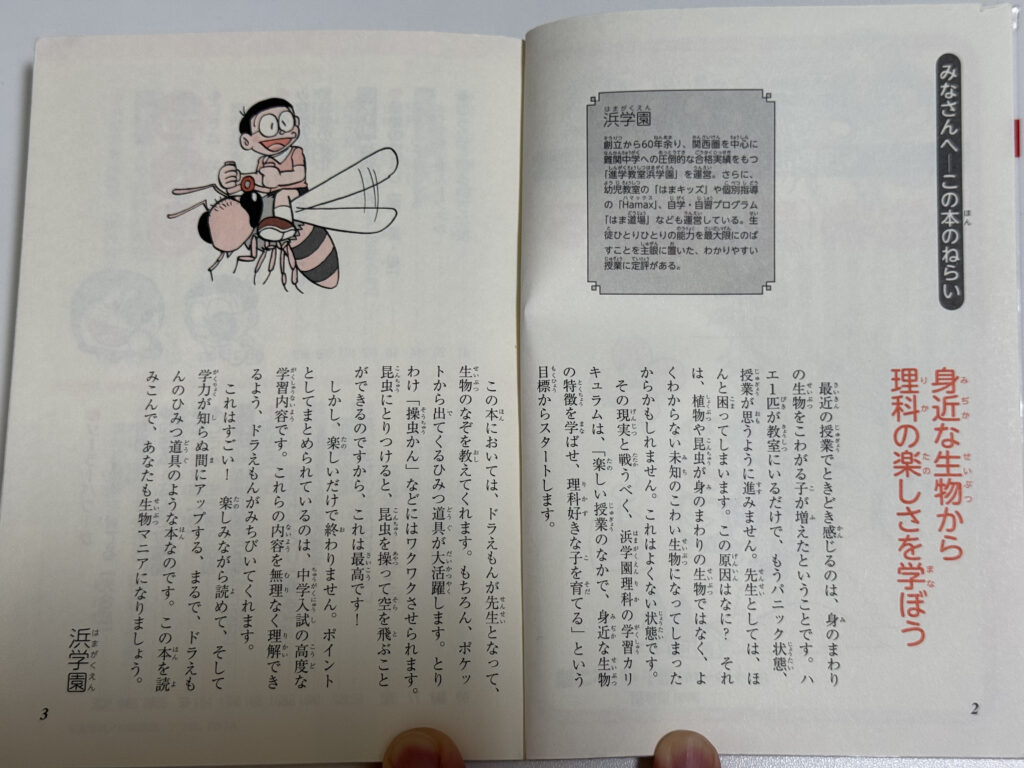 みなさんへ―この本のねらい
身近な生物から
理科の楽しさを学ぼう
浜学園
創立から60年余り、関西圏を中心に
難関中学への圧倒的な合格実績をもつ
「進学教室浜学園」を運営。さらに、
幼児教室の「はまキッズ」や個別指導
の「Hamax」、自学・自習プログラム
「はま道場」なども運営している。生
徒ひとりひとりの能力を最大限にのば
すことを主眼に置いた、わかりやすい
授業に定評がある。
最近の授業でときどき感じるのは、身のまわり
の生物をこわがる子が増えたということです。ハ
エ1匹が教室にいるだけで、もうパニック状態、
授業が思うように進みません。先生としては、ほ
んと困ってしまいます。この原因はなに？　それ
は、植物や昆虫が身のまわりの生物ではなく、よ
くわからない未知のこわい生物になってしまった
からかもしれません。これはよくない状態です。
その現実と戦うべく、浜学園理科の学習カリ
キュラムは、「楽しい授業のなかで、身近な生物
の特徴を学ばせ、理科好きな子を育てる」という
目標からスタートします。
2
この本においては、ドラえもんが先生となって、
生物のなぞを教えてくれます。もちろん、ポケッ
トから出てくるひみつ道具が大活躍します。とり
わけ「操虫かん」などにはワクワクさせられます。
昆虫にとりつけると、昆虫を操って空を飛ぶこと
ができるのですから、これは最高です！
しかし、楽しいだけで終わりません。ポイント
としてまとめられているのは、中学入試の高度な
学習内容です。これらの内容を無理なく理解でき
るよう、ドラえもんがみちびいてくれます。
これはすごい！　楽しみながら読めて、そして
学力が知らぬ間にアップする、まるで、ドラえも
んのひみつ道具のような本なのです。この本を読
みこんで、あなたも生物マニアになりましょう。
浜学園
3